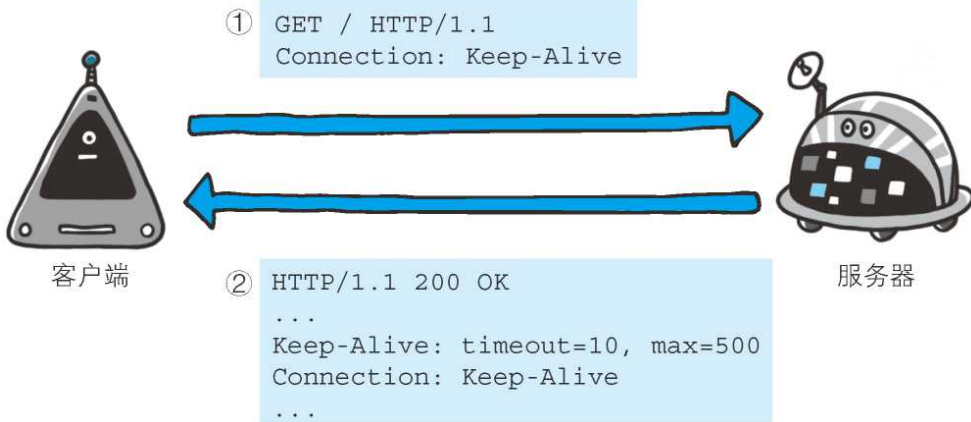 ① GET / HTTP/1.1
Connection: Keep-Alive
客户端
服务器
② HTTP/1.1 200 OK
...
Keep-Alive: timeout=10, max=500
Connection: Keep-Alive
...